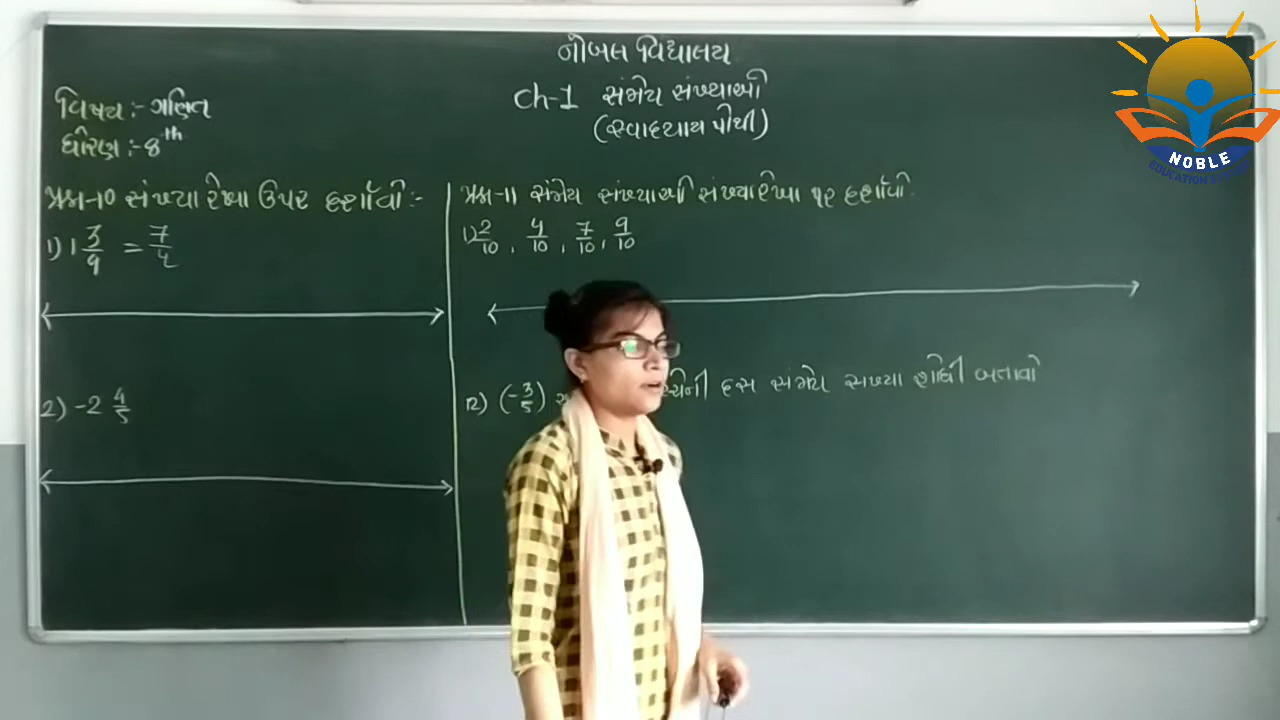 નોબલ વિદ્યાલય
Ch-1 સંમેય સંખ્યાઓ
(સ્વાધ્યાય પોથી)
વિષય :- ગણિત
ધોરણ :- 8th
પ્રશ્ન-10 સંખ્યારેખા ઉપર દર્શાવો :-
1) 1 3/4 = 7/4
2) -2 4/5
પ્રશ્ન-11 સંમેય સંખ્યાઓ સંખ્યારેખા પર દર્શાવો.
1) 2/10, 4/10, 7/10, 9/10
12) (-3/5) દસ સંમેય સંખ્યા શોધી બતાવો
NOBLE